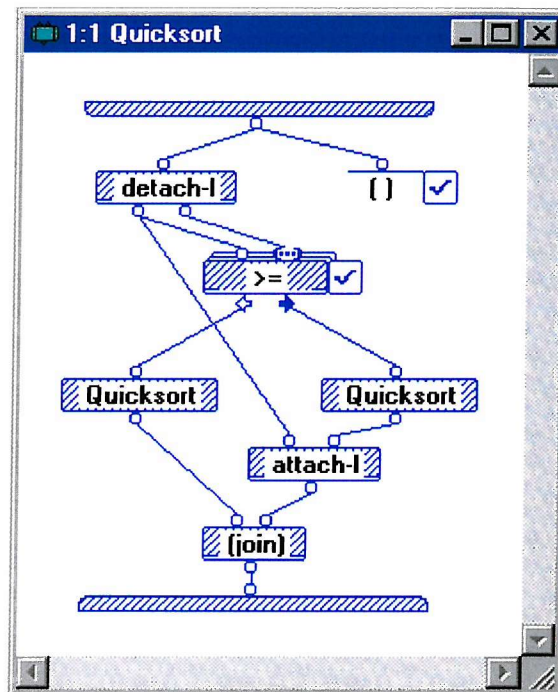 1:1 Quicksort
detach-l
( )
>=
Quicksort
Quicksort
attach-l
(join)